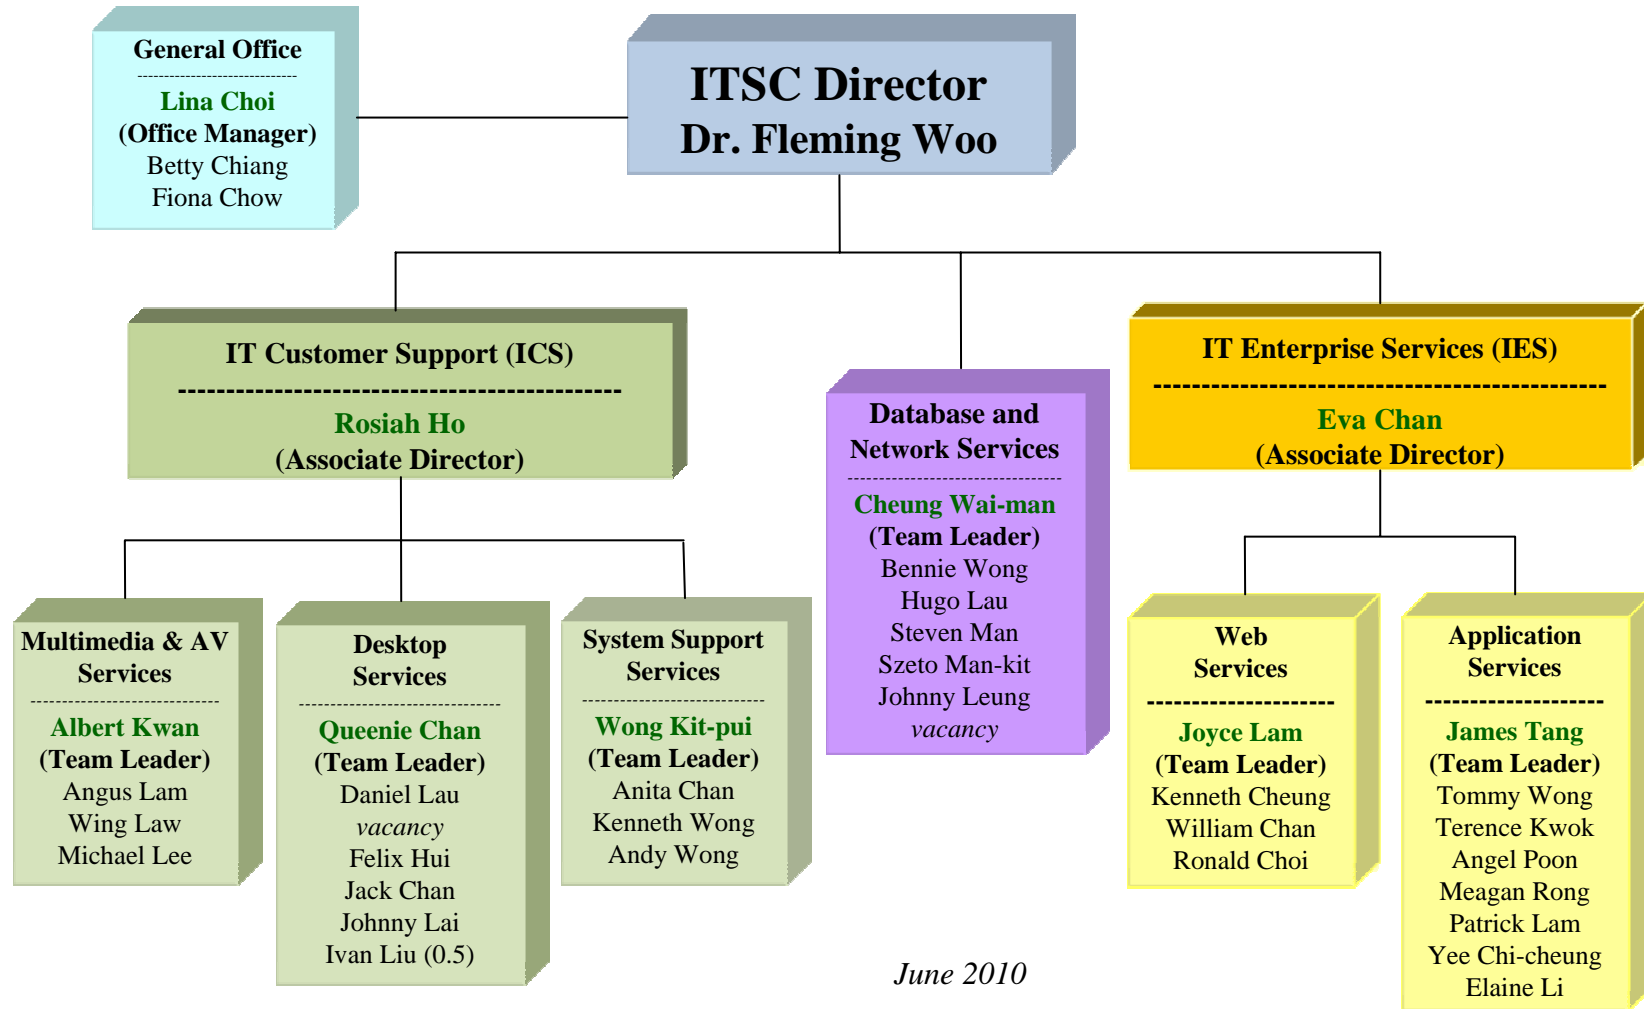 General Office
------------------------------
Lina Choi
(Office Manager)
Betty Chiang
Fiona Chow
ITSC Director
Dr. Fleming Woo
IT Customer Support (ICS)
----------------------------------------------
Rosiah Ho
(Associate Director)
Database and
Network Services
----------------------------------
Cheung Wai-man
(Team Leader)
Bennie Wong
Hugo Lau
Steven Man
Szeto Man-kit
Johnny Leung
vacancy
IT Enterprise Services (IES)
-----------------------------------------------
Eva Chan
(Associate Director)
Multimedia & AV
Services
------------------------------
Albert Kwan
(Team Leader)
Angus Lam
Wing Law
Michael Lee
Desktop
Services
--------------------------------
Queenie Chan
(Team Leader)
Daniel Lau
vacancy
Felix Hui
Jack Chan
Johnny Lai
Ivan Liu (0.5)
System Support
Services
-----------------------------
Wong Kit-pui
(Team Leader)
Anita Chan
Kenneth Wong
Andy Wong
Web
Services
---------------------
Joyce Lam
(Team Leader)
Kenneth Cheung
William Chan
Ronald Choi
Application
Services
--------------------
James Tang
(Team Leader)
Tommy Wong
Terence Kwok
Angel Poon
Meagan Rong
Patrick Lam
Yee Chi-cheung
Elaine Li
June 2010